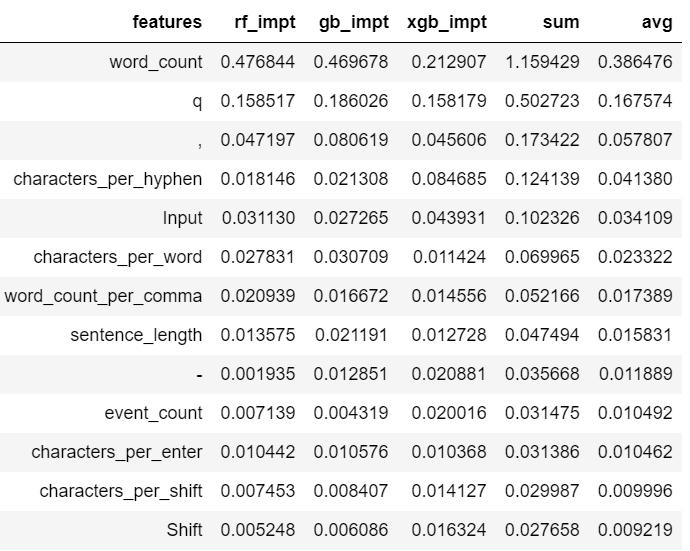 features rf_impt gb_impt xgb_impt sum avg
word_count 0.476844 0.469678 0.212907 1.159429 0.386476
q 0.158517 0.186026 0.158179 0.502723 0.167574
, 0.047197 0.080619 0.045606 0.173422 0.057807
characters_per_hyphen 0.018146 0.021308 0.084685 0.124139 0.041380
Input 0.031130 0.027265 0.043931 0.102326 0.034109
characters_per_word 0.027831 0.030709 0.011424 0.069965 0.023322
word_count_per_comma 0.020939 0.016672 0.014556 0.052166 0.017389
sentence_length 0.013575 0.021191 0.012728 0.047494 0.015831
- 0.001935 0.012851 0.020881 0.035668 0.011889
event_count 0.007139 0.004319 0.020016 0.031475 0.010492
characters_per_enter 0.010442 0.010576 0.010368 0.031386 0.010462
characters_per_shift 0.007453 0.008407 0.014127 0.029987 0.009996
Shift 0.005248 0.006086 0.016324 0.027658 0.009219